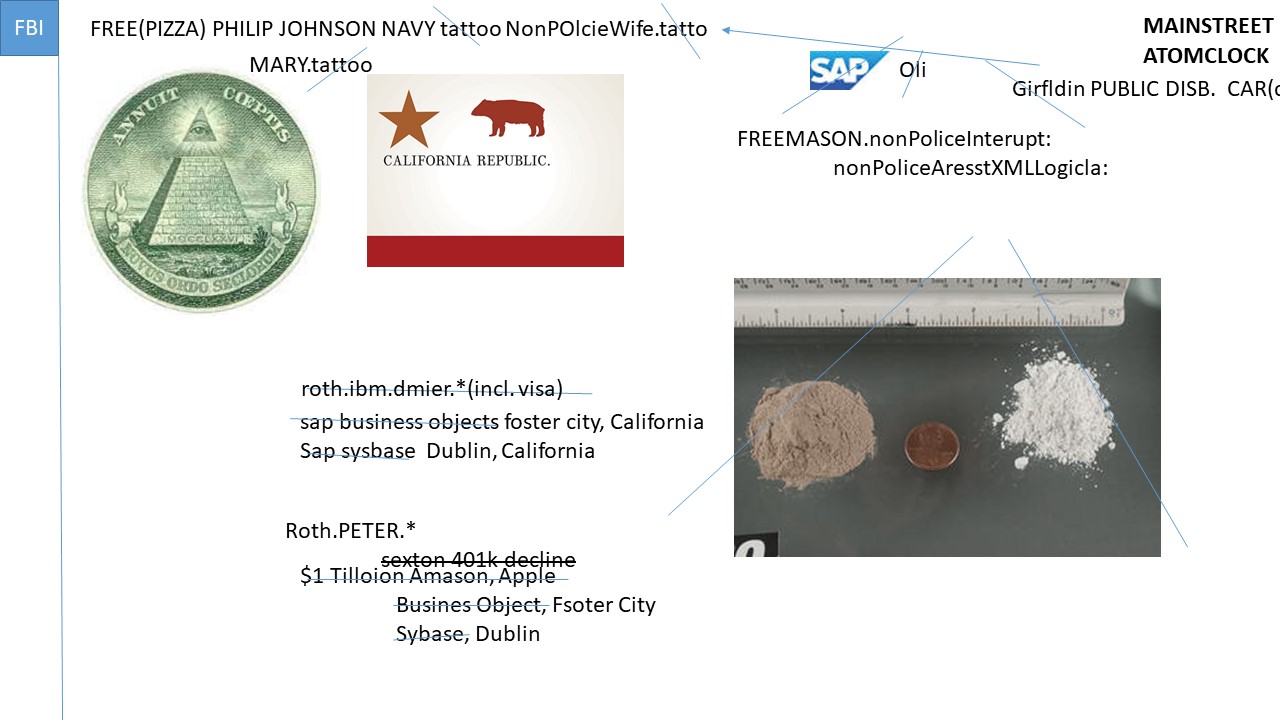 FBI
FREE(PIZZA) PHILIP JOHNSON NAVY tattoo NonPOlcieWife.tatto
MAINSTREET
ATOMCLOCK
MARY.tattoo
SAP
Oli
Girfldin PUBLIC DISB. CAR(c
ANNUIT CŒPTIS
MDCCLXXVI
NOVUS ORDO SECLORUM
CALIFORNIA REPUBLIC.
FREEMASON.nonPoliceInterupt:
nonPoliceAresstXMLLogicla:
roth.ibm.dmier.*(incl. visa)
sap business objects foster city, California
Sap sysbase Dublin, California
Roth.PETER.*
sexton 401k decline
$1 Tilloion Amason, Apple
Busines Object, Fsoter City
Sybase, Dublin